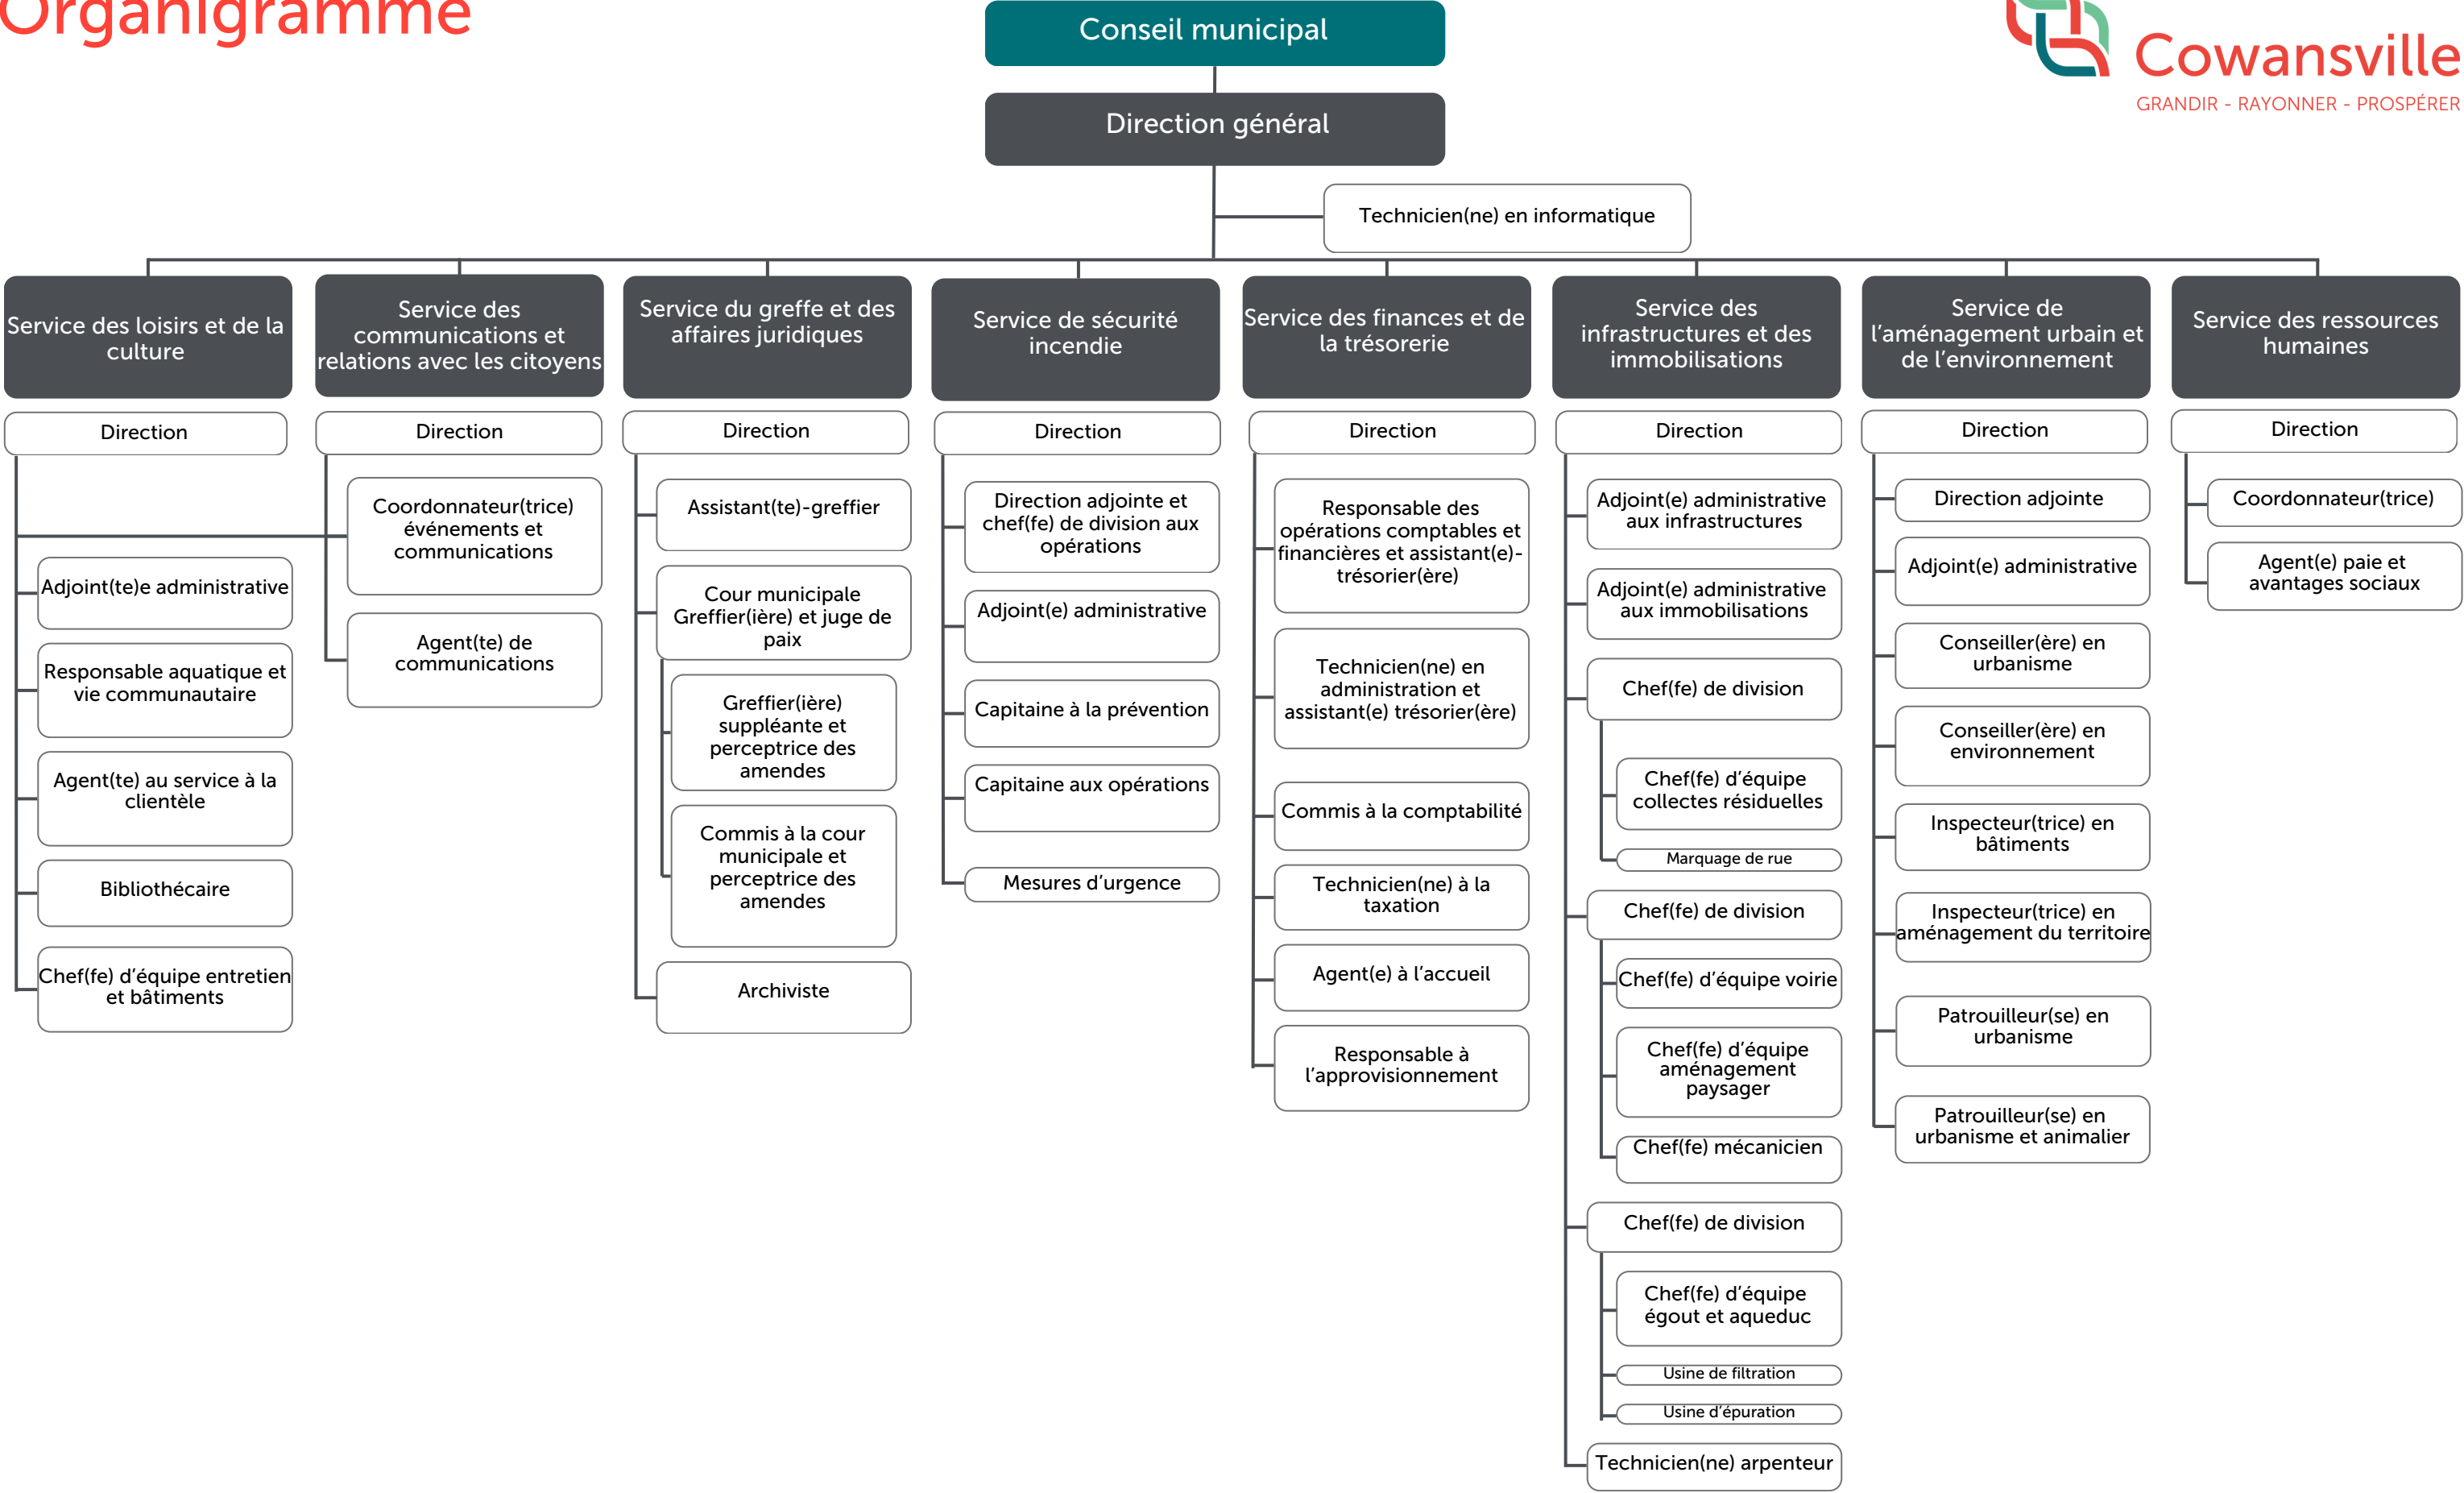 Organigramme
Conseil municipal
Cowansville
GRANDIR - RAYONNER - PROSPÉRER
Direction général
Technicien(ne) en informatique
Service des loisirs et de la
culture
Direction
Adjoint(te)e administrative
Responsable aquatique et
vie communautaire
Agent(te) au service à la
clientèle
Bibliothécaire
Chef(fe) d'équipe entretien
et bâtiments
Service des
communications et
relations avec les citoyens
Direction
Coordonnateur(trice)
événements et
communications
Agent(te) de
communications
Service du greffe et des
affaires juridiques
Direction
Assistant(te)-greffier
Cour municipale
Greffier(ière) et juge de
paix
Greffier(ière)
suppléante et
perceptrice des
amendes
Commis à la cour
municipale et
perceptrice des
amendes
Archiviste
Service de sécurité
incendie
Direction
Direction adjointe et
chef(fe) de division aux
opérations
Adjoint(e) administrative
Capitaine à la prévention
Capitaine aux opérations
Mesures d'urgence
Service des finances et de
la trésorerie
Direction
Responsable des
opérations comptables et
financières et assistant(e)-
trésorier(ère)
Technicien(ne) en
administration et
assistant(e) trésorier(ère)
Commis à la comptabilité
Technicien(ne) à la
taxation
Agent(e) à l'accueil
Responsable à
l'approvisionnement
Service des
infrastructures et des
immobilisations
Direction
Adjoint(e) administrative
aux infrastructures
Adjoint(e) administrative
aux immobilisations
Chef(fe) de division
Chef(fe) d'équipe
collectes résiduelles
Marquage de rue
Chef(fe) de division
Chef(fe) d'équipe voirie
Chef(fe) d'équipe
aménagement
paysager
Chef(fe) mécanicien
Chef(fe) de division
Chef(fe) d'équipe
égout et aqueduc
Usine de filtration
Usine d'épuration
Technicien(ne) arpenteur
Service de
l'aménagement urbain et
de l'environnement
Direction
Direction adjointe
Adjoint(e) administrative
Conseiller(ère) en
urbanisme
Conseiller(ère) en
environnement
Inspecteur(trice) en
bâtiments
Inspecteur(trice) en
aménagement du territoire
Patrouilleur(se) en
urbanisme
Patrouilleur(se) en
urbanisme et animalier
Service des ressources
humaines
Direction
Coordonnateur(trice)
Agent(e) paie et
avantages sociaux